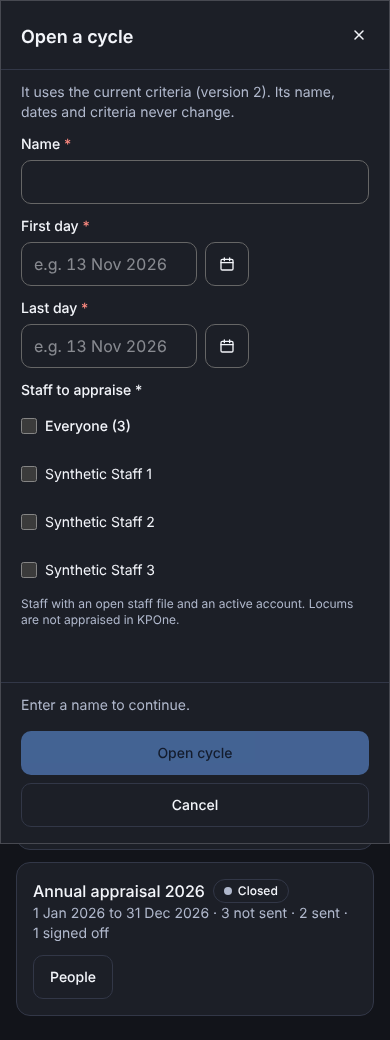 Open a cycle
It uses the current criteria (version 2). Its name,
dates and criteria never change.
Name *
First day *
e.g. 13 Nov 2026
Last day *
e.g. 13 Nov 2026
Staff to appraise *
Everyone (3)
Synthetic Staff 1
Synthetic Staff 2
Synthetic Staff 3
Staff with an open staff file and an active account. Locums
are not appraised in KPOne.
Enter a name to continue.
Open cycle
Cancel
Annual appraisal 2026 Closed
1 Jan 2026 to 31 Dec 2026 · 3 not sent · 2 sent ·
1 signed off
People